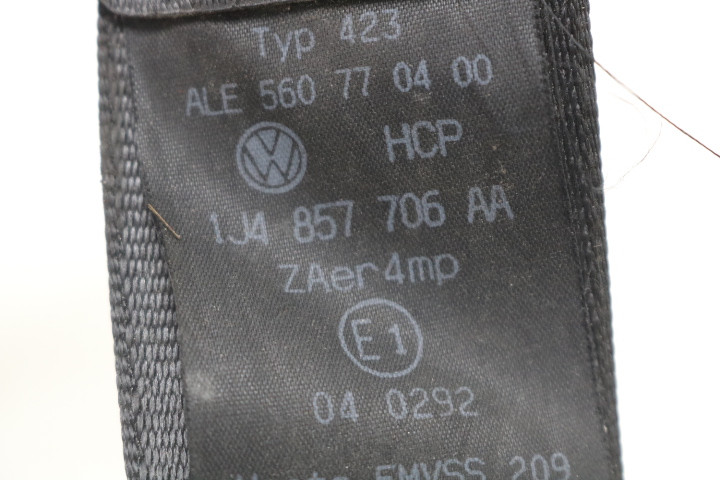 Typ 423
ALE 560 77 04 00
HCP
1J4 857 706 AA
ZAer4mp
E1
04 0292
FMVSS 209